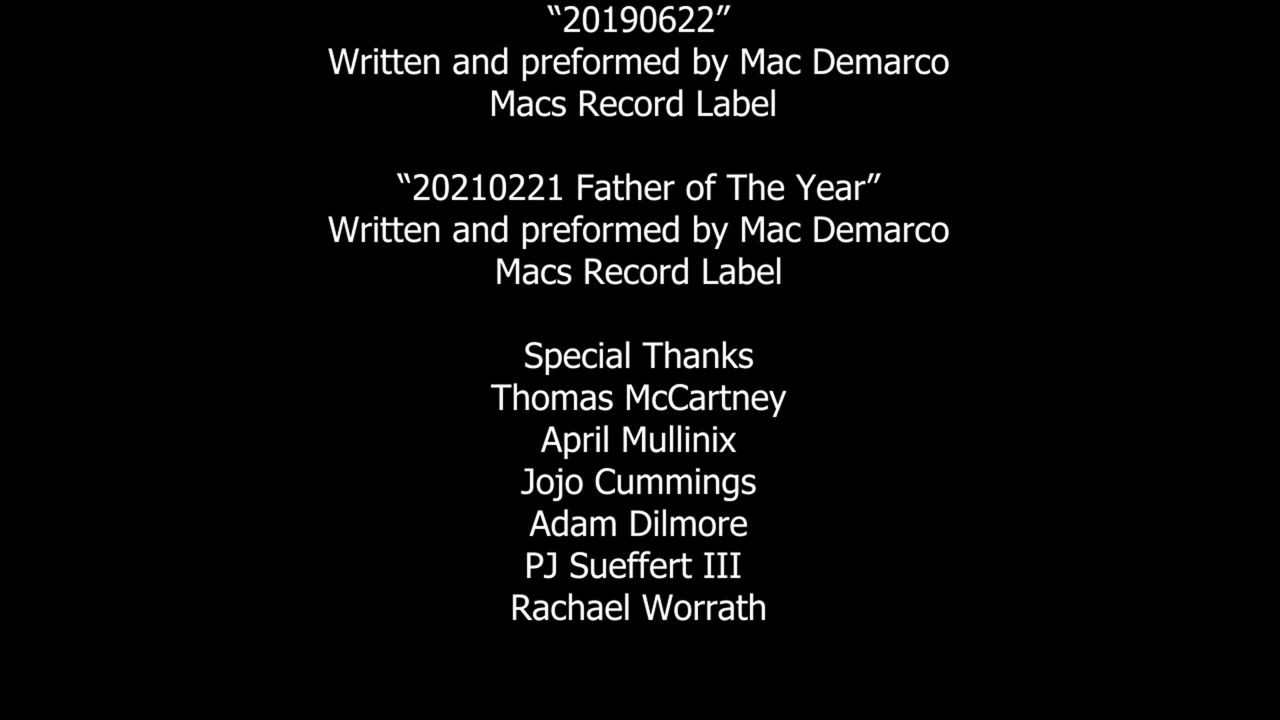 “20190622”
Written and preformed by Mac Demarco
Macs Record Label
“20210221 Father of The Year”
Written and preformed by Mac Demarco
Macs Record Label
Special Thanks
Thomas McCartney
April Mullinix
Jojo Cummings
Adam Dilmore
PJ Sueffert III
Rachael Worrath